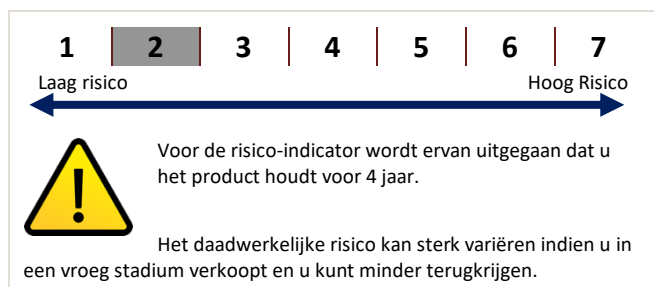 1 2 3 4 5 6 7
Laag risico Hoog Risico
Voor de risico-indicator wordt ervan uitgegaan dat u
het product houdt voor 4 jaar.
Het daadwerkelijke risico kan sterk variëren indien u in
een vroeg stadium verkoopt en u kunt minder terugkrijgen.